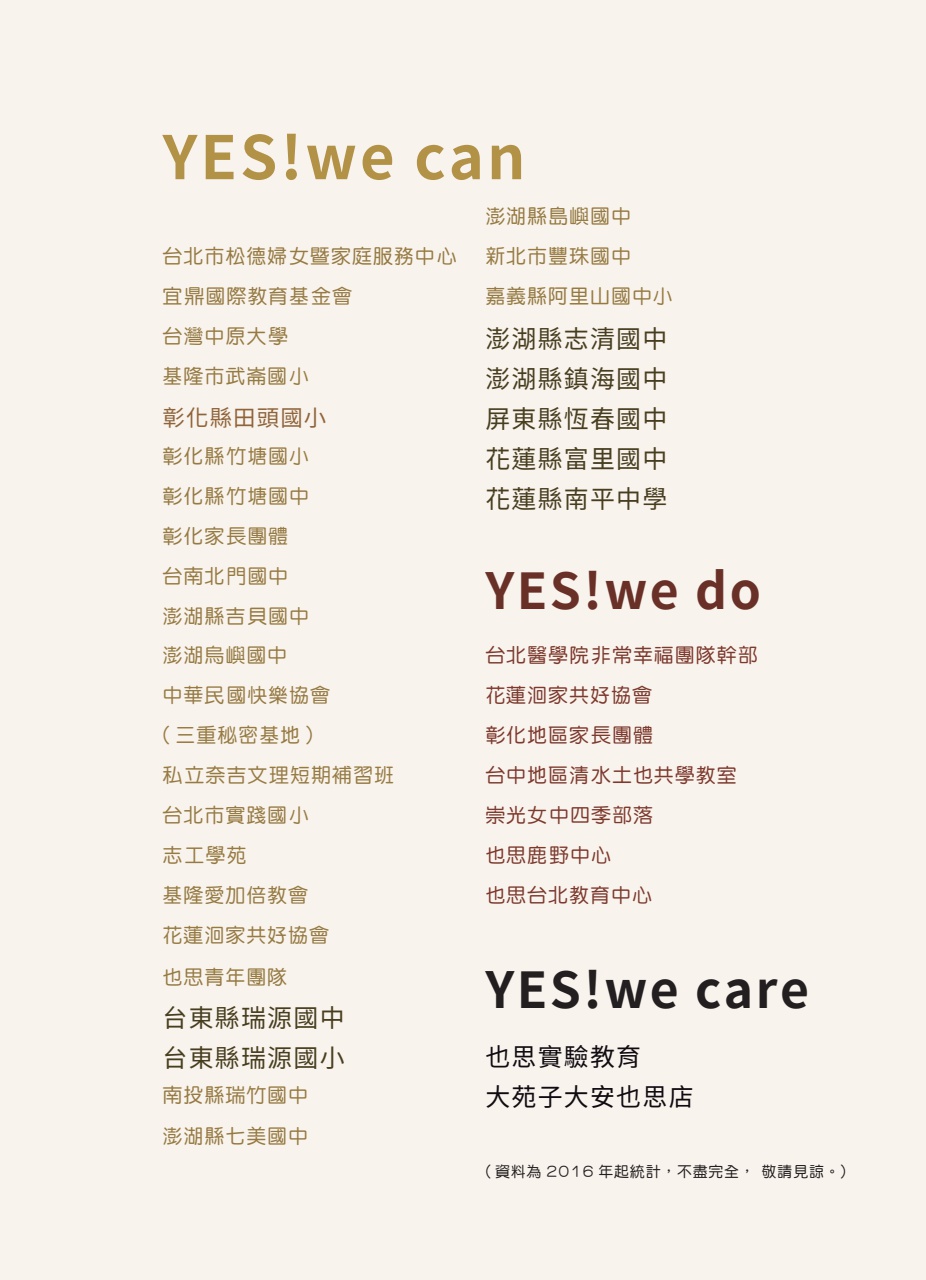 YES!we can
台北市松德婦女暨家庭服務中心
宜鼎國際教育基金會
台灣中原大學
基隆市武崙國小
彰化縣田頭國小
彰化縣竹塘國小
彰化縣竹塘國中
彰化家長團體
台南北門國中
澎湖縣吉貝國中
澎湖鳥嶼國中
中華民國快樂協會
( 三重秘密基地 )
私立奈吉文理短期補習班
台北市實踐國小
志工學苑
基隆愛加倍教會
花蓮洄家共好協會
也思青年團隊
台東縣瑞源國中
台東縣瑞源國小
南投縣瑞竹國中
澎湖縣七美國中
澎湖縣島嶼國中
新北市豐珠國中
嘉義縣阿里山國中小
澎湖縣志清國中
澎湖縣鎮海國中
屏東縣恆春國中
花蓮縣富里國中
花蓮縣南平中學
YES!we do
台北醫學院非常幸福團隊幹部
花蓮洄家共好協會
彰化地區家長團體
台中地區清水土也共學教室
崇光女中四季部落
也思鹿野中心
也思台北教育中心
YES!we care
也思實驗教育
大苑子大安也思店
( 資料為 2016 年起統計，不盡完全， 敬請見諒。)